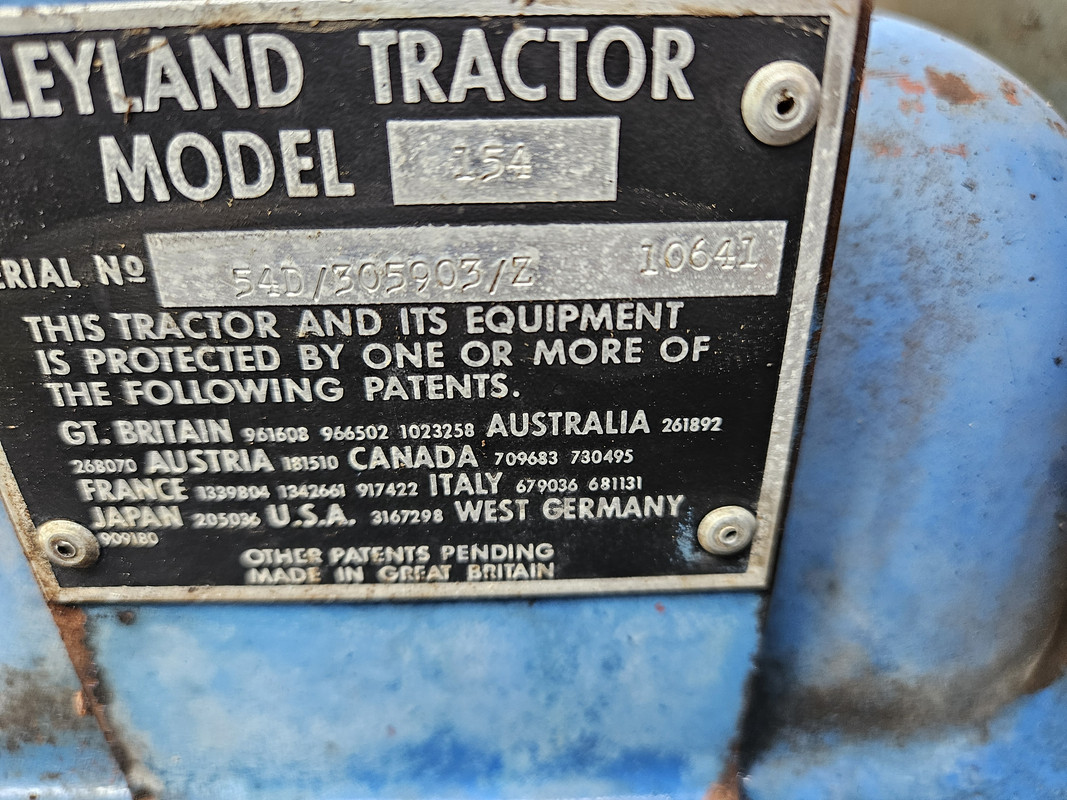 LEYLAND TRACTOR
MODEL 154
ERIAL Nº 54D/305903/Z 10641
THIS TRACTOR AND ITS EQUIPMENT
IS PROTECTED BY ONE OR MORE OF
THE FOLLOWING PATENTS.
GT. BRITAIN 961608 966502 1023258 AUSTRALIA 261892
268070 AUSTRIA 181510 CANADA 709683 730495
FRANCE 1339804 1342661 917422 ITALY 679036 681131
JAPAN 205036 U.S.A. 3167298 WEST GERMANY
909180
OTHER PATENTS PENDING
MADE IN GREAT BRITAIN